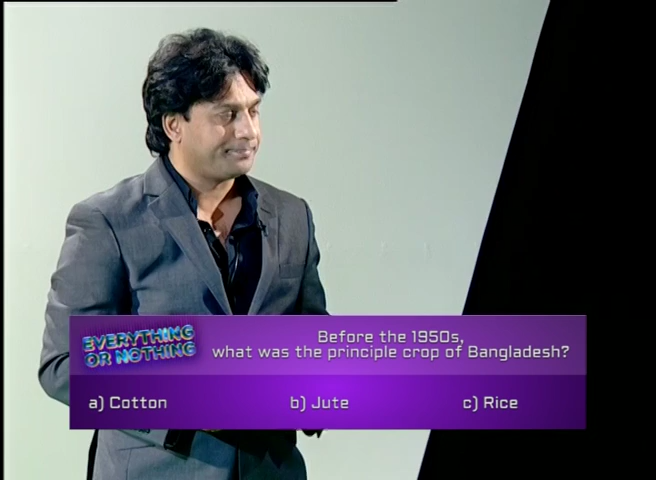 EVERYTHING
OR NOTHING
Before the 1950s,
what was the principle crop of Bangladesh?
a) Cotton b) Jute c) Rice